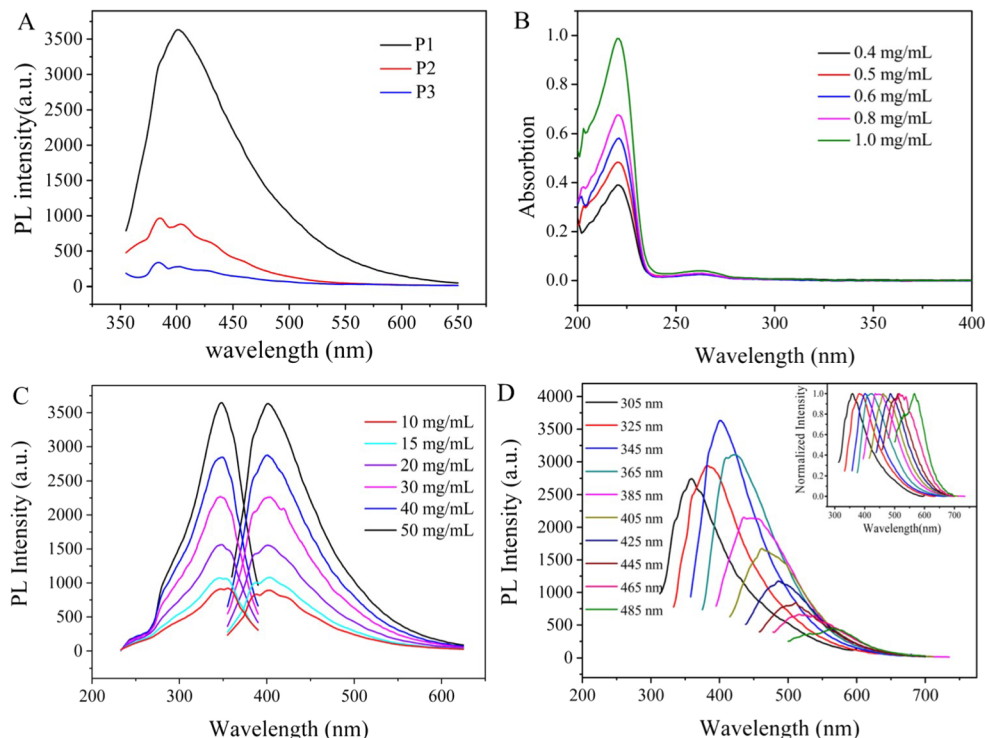 A
PL intensity(a.u.)
3500
3000
2500
2000
1500
1000
500
0
P1
P2
P3
350 400 450 500 550 600 650
wavelength (nm)
B
Absorbtion
1.0
0.8
0.6
0.4
0.2
0.0
0.4 mg/mL
0.5 mg/mL
0.6 mg/mL
0.8 mg/mL
1.0 mg/mL
200 250 300 350 400
Wavelength (nm)
C
PL Intensity (a.u.)
3500
3000
2500
2000
1500
1000
500
0
10 mg/mL
15 mg/mL
20 mg/mL
30 mg/mL
40 mg/mL
50 mg/mL
200 300 400 500 600
Wavelength (nm)
D
PL Intensity (a.u.)
4000
3500
3000
2500
2000
1500
1000
500
0
305 nm
325 nm
345 nm
365 nm
385 nm
405 nm
425 nm
445 nm
465 nm
485 nm
Normalized Intensity
1.0
0.8
0.6
0.4
0.2
0.0
300 400 500 600 700
Wavelength(nm)
200 300 400 500 600 700
Wavelength (nm)